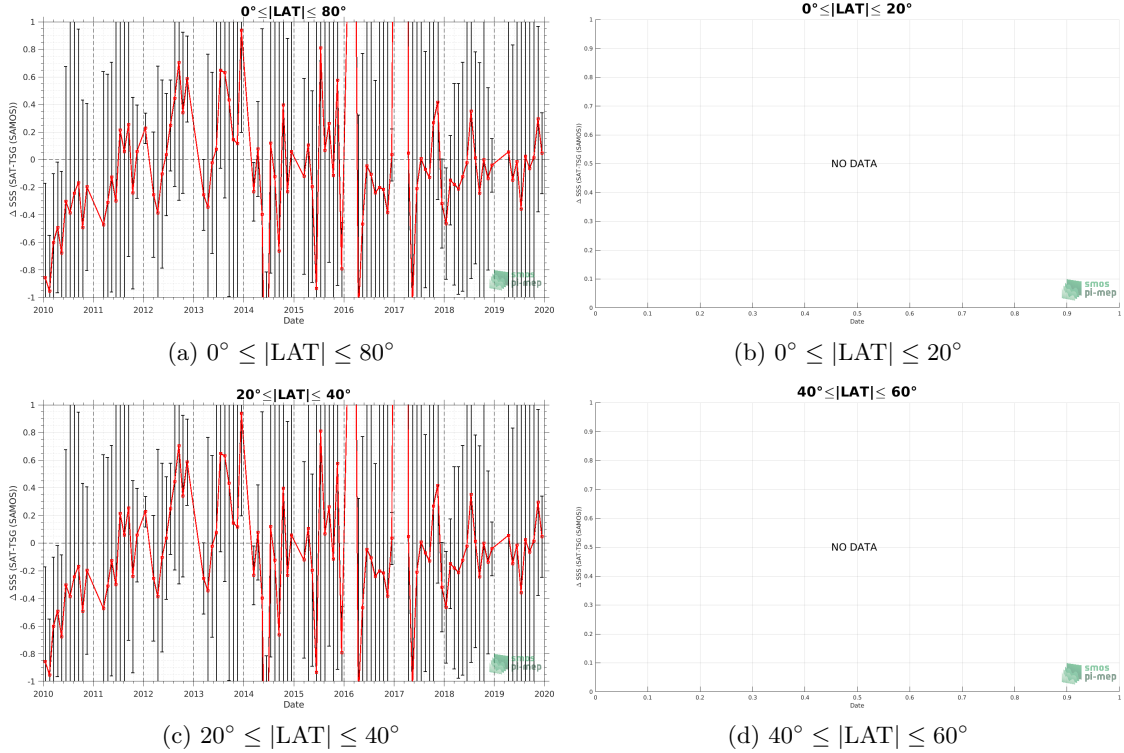 0°≤|LAT|≤ 80°
Δ SSS (SAT-TSG (SAMOS))
1
0.8
0.6
0.4
0.2
0
-0.2
-0.4
-0.6
-0.8
-1
2010 2011 2012 2013 2014 2015 2016 2017 2018 2019 2020
Date
smos
pi-mep
(a) 0° ≤ |LAT| ≤ 80°
0°≤|LAT|≤ 20°
Δ SSS (SAT-TSG (SAMOS))
1
0.9
0.8
0.7
0.6
0.5
0.4
0.3
0.2
0.1
0
NO DATA
0 0.1 0.2 0.3 0.4 0.5 0.6 0.7 0.8 0.9 1
Date
smos
pi-mep
(b) 0° ≤ |LAT| ≤ 20°
20°≤|LAT|≤ 40°
Δ SSS (SAT-TSG (SAMOS))
1
0.8
0.6
0.4
0.2
0
-0.2
-0.4
-0.6
-0.8
-1
2010 2011 2012 2013 2014 2015 2016 2017 2018 2019 2020
Date
smos
pi-mep
(c) 20° ≤ |LAT| ≤ 40°
40°≤|LAT|≤ 60°
Δ SSS (SAT-TSG (SAMOS))
1
0.9
0.8
0.7
0.6
0.5
0.4
0.3
0.2
0.1
0
NO DATA
0 0.1 0.2 0.3 0.4 0.5 0.6 0.7 0.8 0.9 1
Date
smos
pi-mep
(d) 40° ≤ |LAT| ≤ 60°